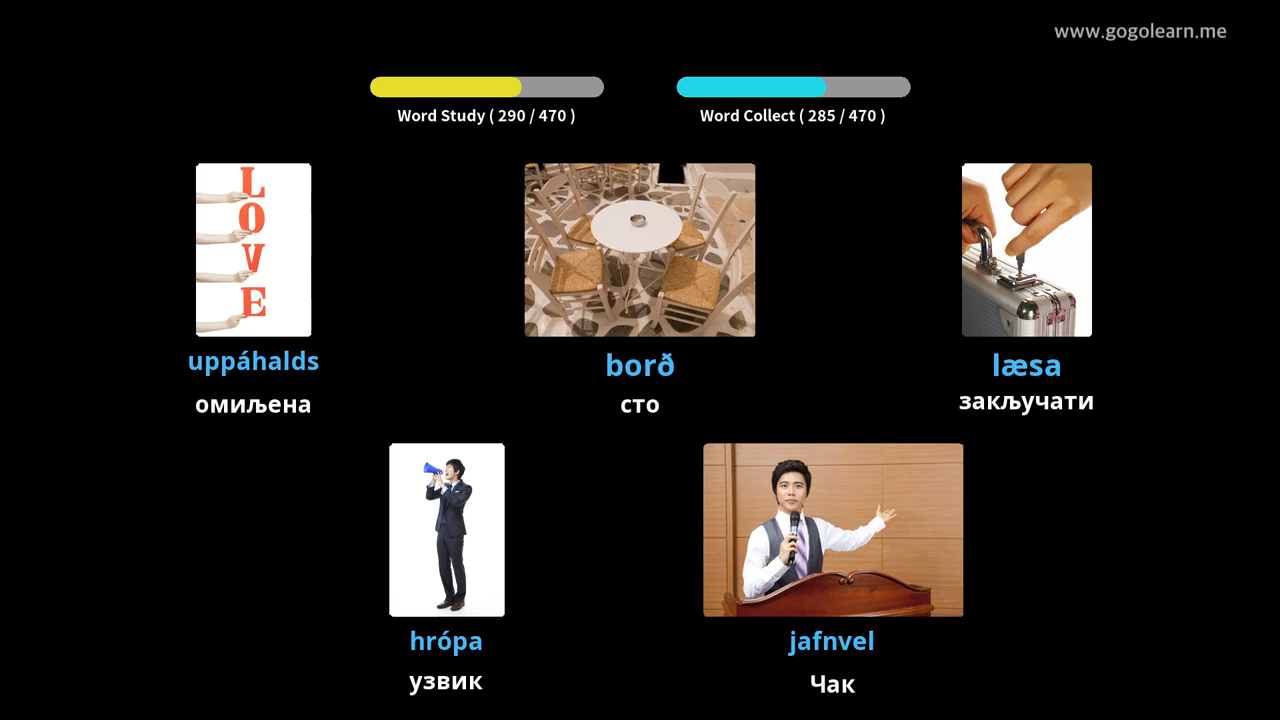 www.gogolearn.me
Word Study ( 290 / 470 )
Word Collect ( 285 / 470 )
L
O
V
E
uppáhalds
омиљена
borð
сто
læsa
закључати
hrópa
узвик
jafnvel
Чак